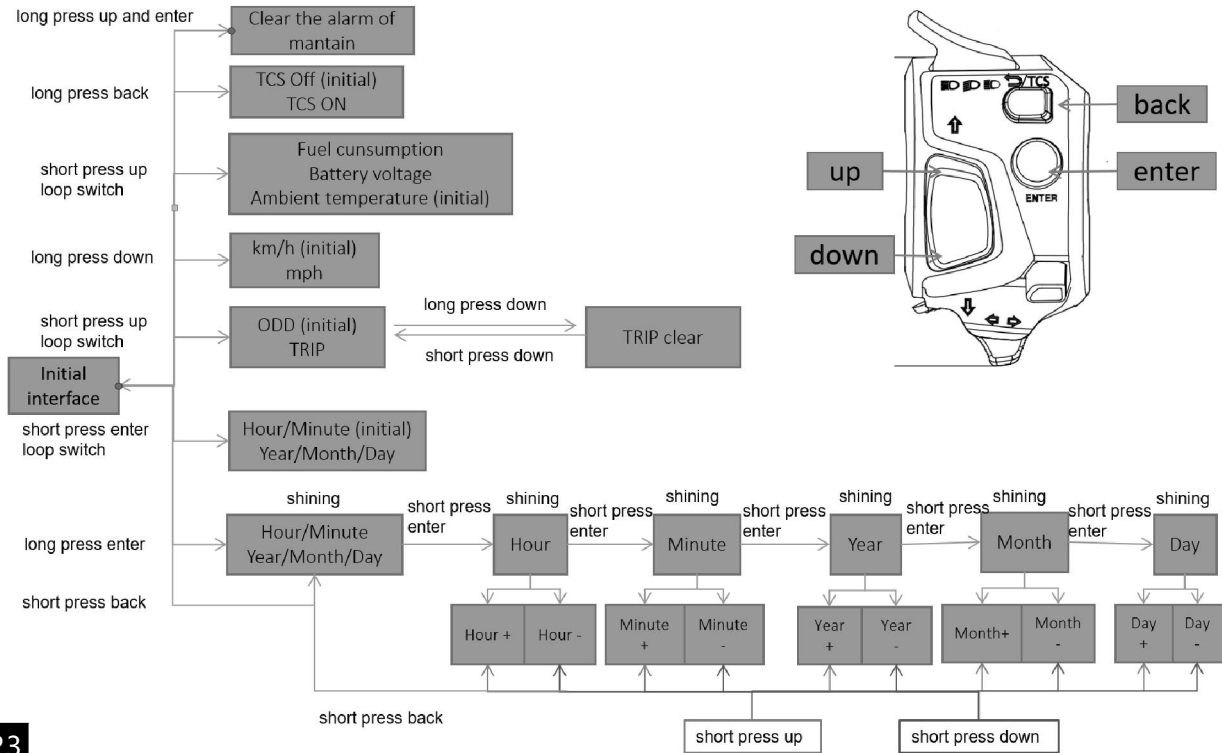 long press up and enter
Clear the alarm of
mantain
long press back
TCS Off (initial)
TCS ON
short press up
loop switch
Fuel cunsumption
Battery voltage
Ambient temperature (initial)
long press down
km/h (initial)
mph
short press up
loop switch
ODD (initial)
TRIP
long press down
short press down
TRIP clear
Initial
interface
short press enter
loop switch
Hour/Minute (initial)
Year/Month/Day
long press enter
shining
Hour/Minute
Year/Month/Day
short press
enter
shining
Hour
short press
enter
shining
Minute
short press
enter
shining
Year
short press
enter
shining
Month
short press
enter
shining
Day
short press back
Hour +
Hour -
Minute
+
Minute
-
Year
+
Year
-
Month+
Month
-
Day
+
Day
-
short press back
short press up
short press down
/TCS
ENTER
back
up
enter
down
23